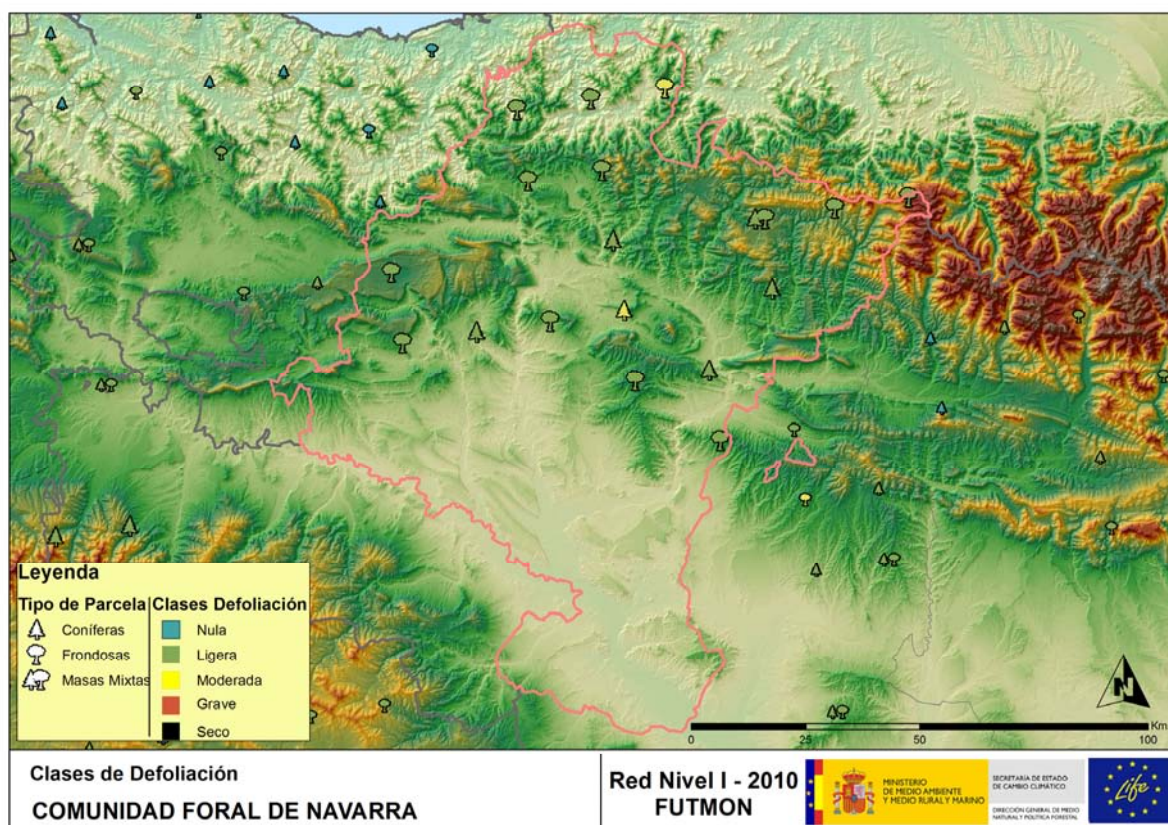 Leyenda
Tipo de Parcela
Coníferas
Frondosas
Masas Mixtas
Clases Defoliación
Nula
Ligera
Moderada
Grave
Seco
N
Km
0 25 50 100
Clases de Defoliación
COMUNIDAD FORAL DE NAVARRA
Red Nivel I - 2010
FUTMON
MINISTERIO
DE MEDIO AMBIENTE
Y MEDIO RURAL Y MARINO
SECRETARÍA DE ESTADO
DE CAMBIO CLIMÁTICO
DIRECCIÓN GENERAL DE MEDIO
NATURAL Y POLÍTICA FORESTAL
Life